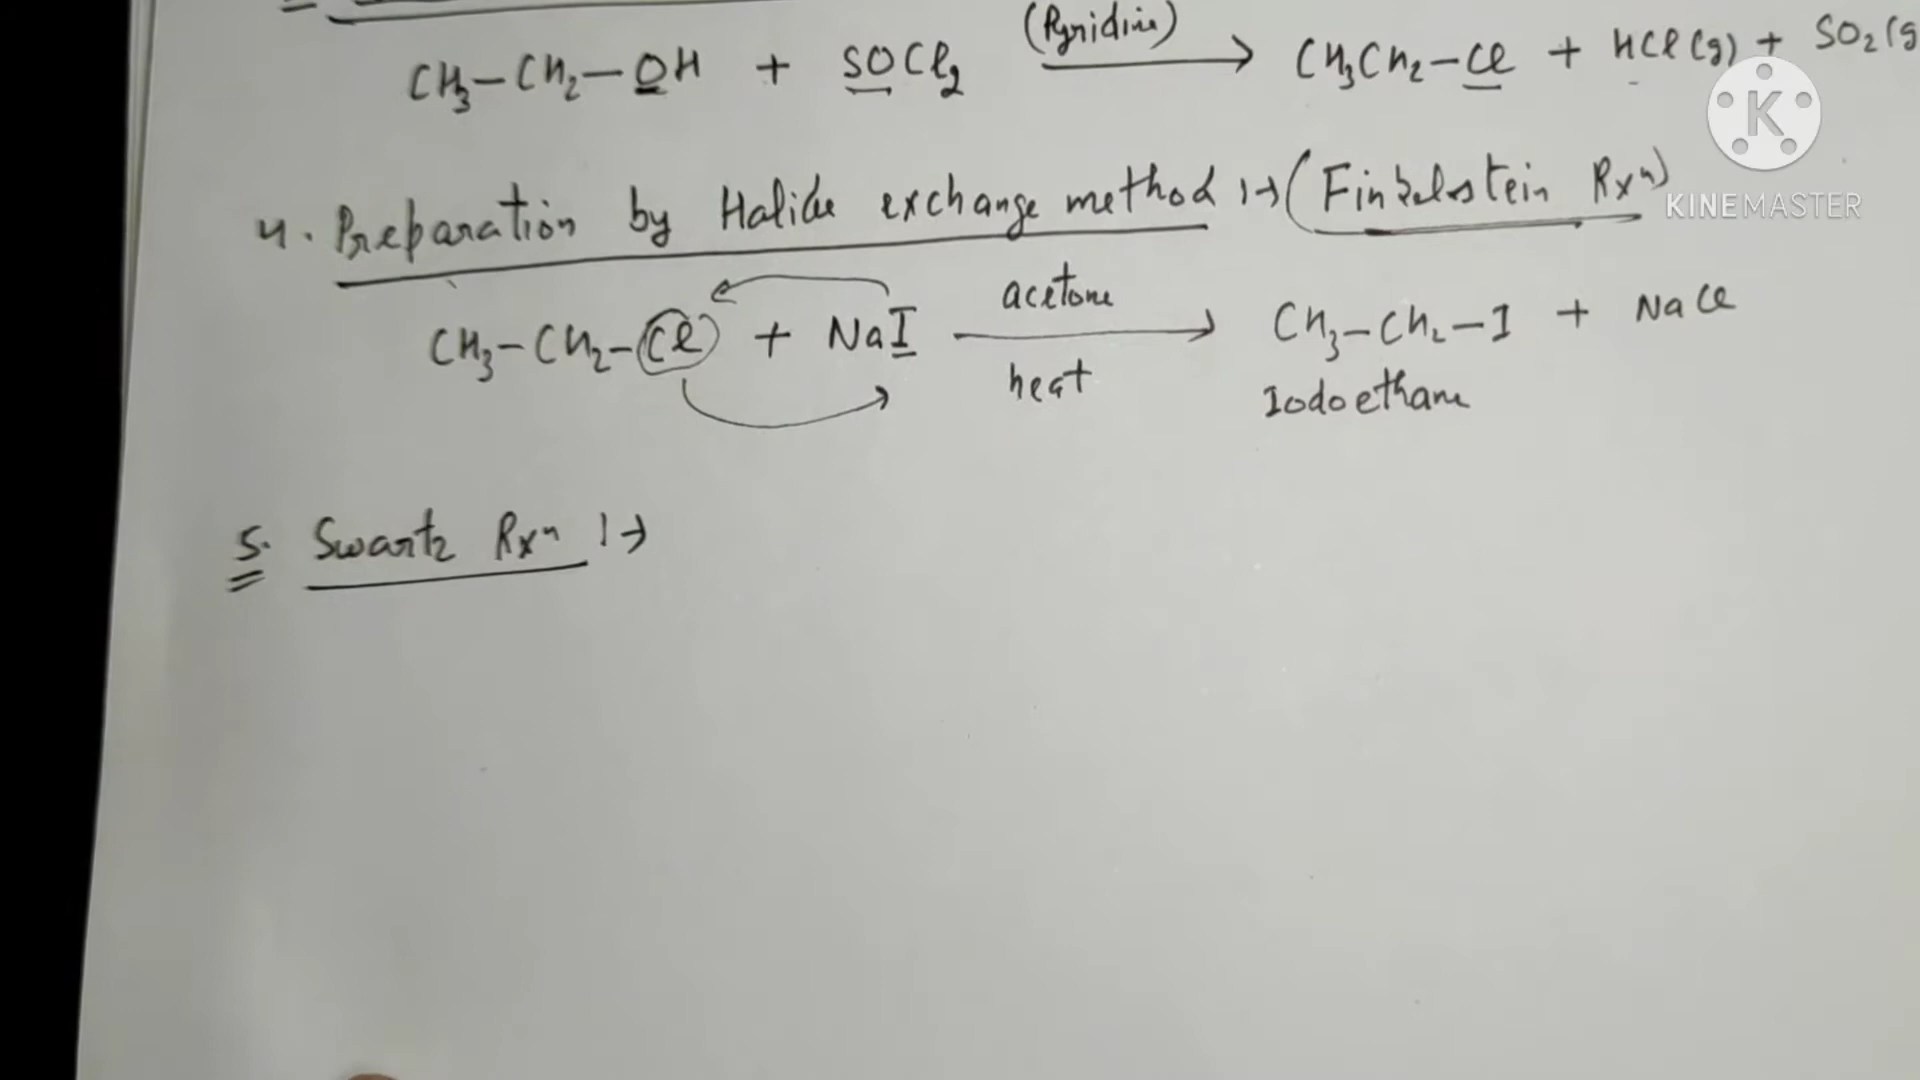 (Pyridine)
CH3-CH2-OH + SOCl2 → CH3CH2-Cl + HCl(g) + SO2(g
4. Preparation by Halide exchange method :→ (Finkelstein Rxn)
K
KINEMASTER
acetone
CH3-CH2-Cl + NaI → CH3-CH2-I + NaCl
heat
Iodoethane
5. Swartz Rxn :→